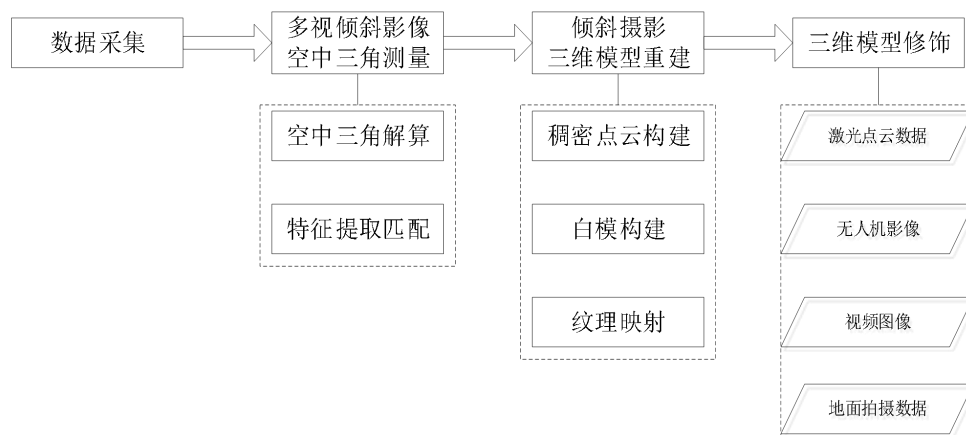 数据采集
多视倾斜影像
空中三角测量
倾斜摄影
三维模型重建
三维模型修饰
空中三角解算
特征提取匹配
稠密点云构建
白模构建
纹理映射
激光点云数据
无人机影像
视频图像
地面拍摄数据